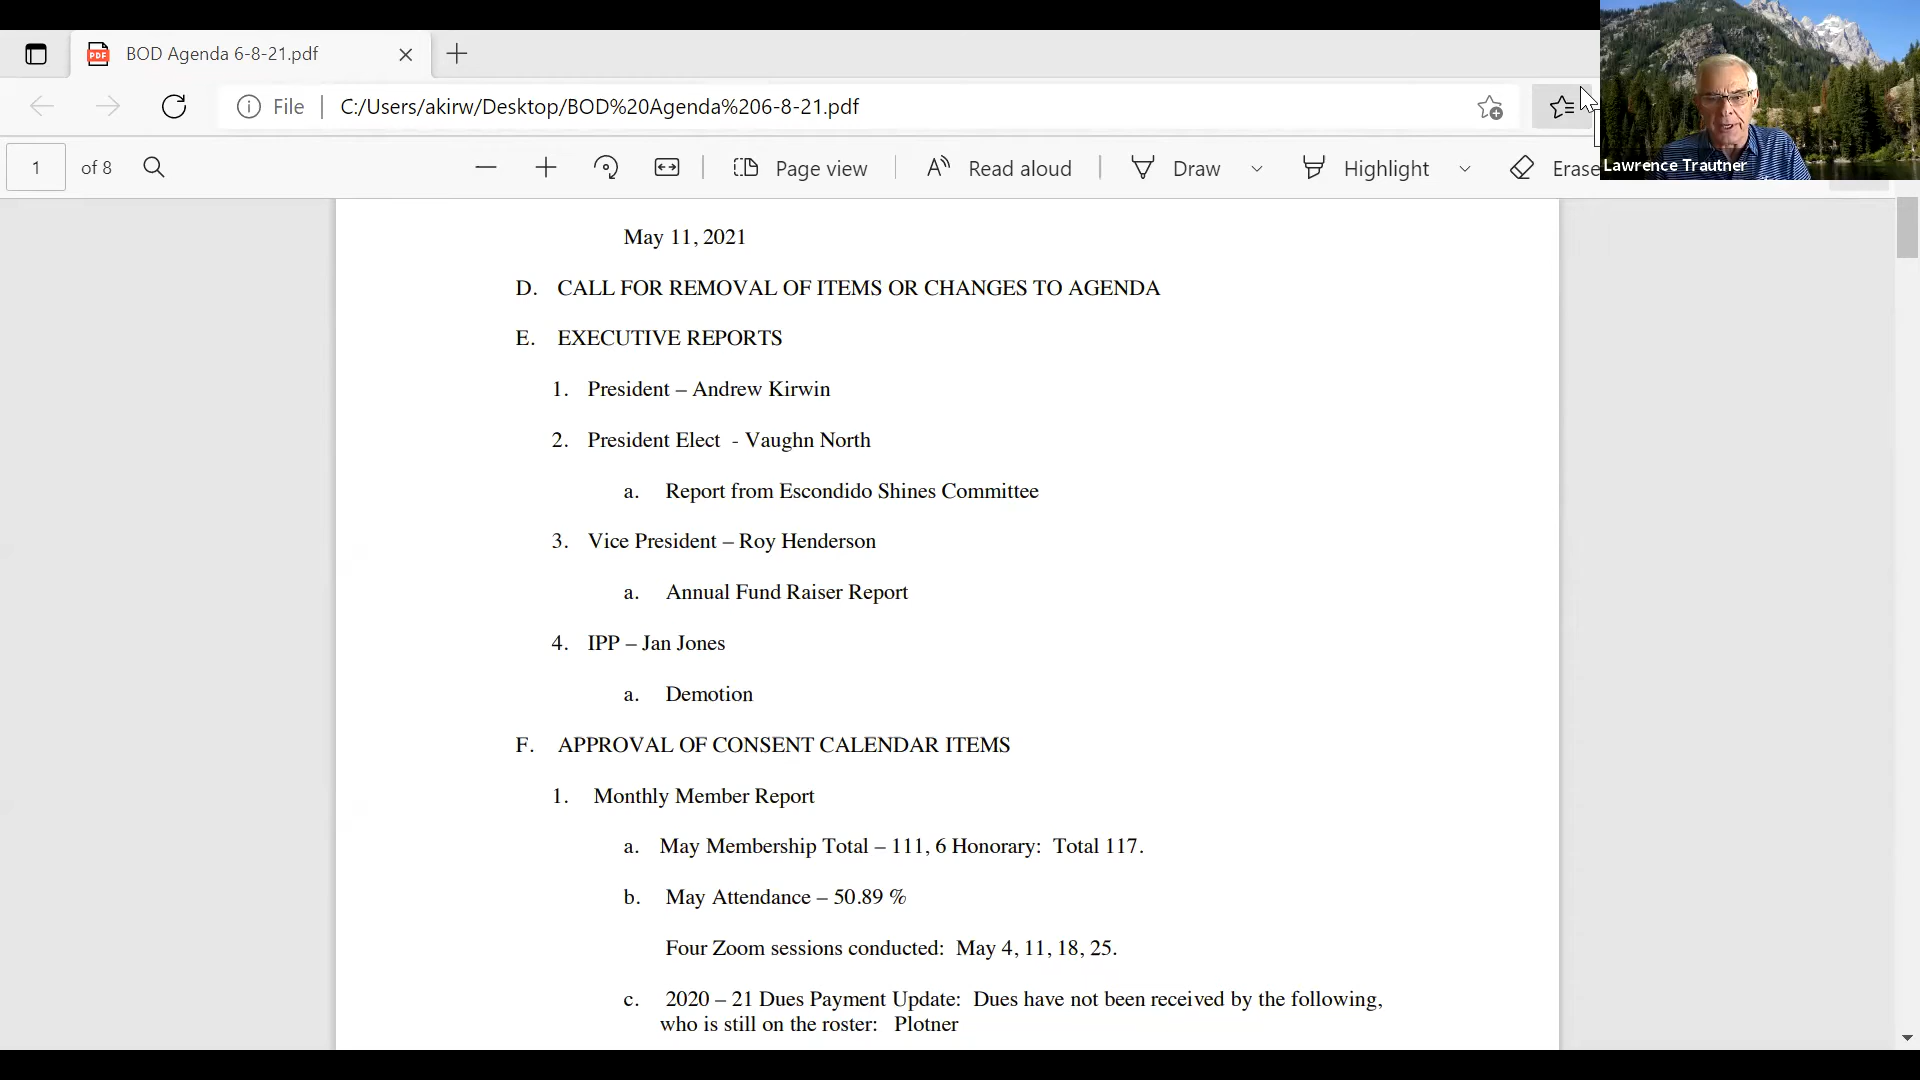 BOD Agenda 6-8-21.pdf
File
C:/Users/akirw/Desktop/BOD%20Agenda%206-8-21.pdf
1 of 8
Page view
Read aloud
Draw
Highlight
Erase
Lawrence Trautner
May 11, 2021
D. CALL FOR REMOVAL OF ITEMS OR CHANGES TO AGENDA
E. EXECUTIVE REPORTS
1. President – Andrew Kirwin
2. President Elect - Vaughn North
a. Report from Escondido Shines Committee
3. Vice President – Roy Henderson
a. Annual Fund Raiser Report
4. IPP – Jan Jones
a. Demotion
F. APPROVAL OF CONSENT CALENDAR ITEMS
1. Monthly Member Report
a. May Membership Total – 111, 6 Honorary: Total 117.
b. May Attendance – 50.89 %
Four Zoom sessions conducted: May 4, 11, 18, 25.
c. 2020 – 21 Dues Payment Update: Dues have not been received by the following,
who is still on the roster: Plotner